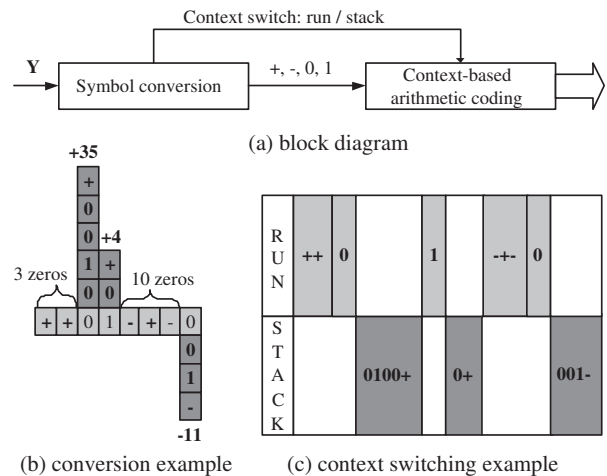 Context switch: run / stack
Y
Symbol conversion
+, -, 0, 1
Context-based
arithmetic coding
(a) block diagram
+35
+
0
0
1
0
+4
+
0
3 zeros
10 zeros
+ + 0 1 - + - 0
0
1
-
-11
(b) conversion example
RUN
++ 0 1 -+- 0
STACK
0100+ 0+ 001-
(c) context switching example